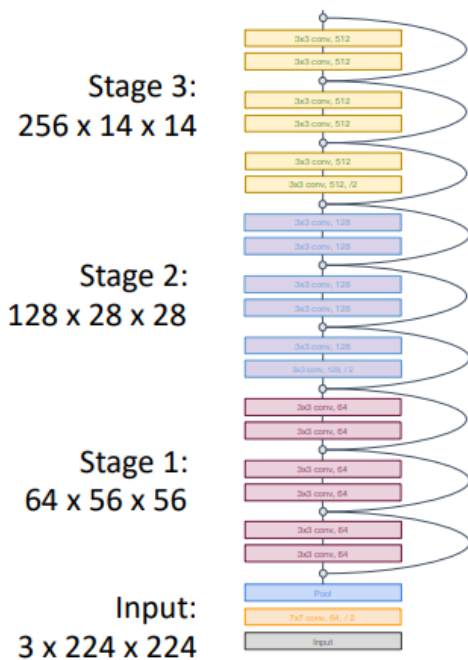 3x3 conv, 512
3x3 conv, 512
Stage 3:
256 x 14 x 14
3x3 conv, 512
3x3 conv, 512
3x3 conv, 512
3x3 conv, 512, /2
3x3 conv, 128
3x3 conv, 128
Stage 2:
128 x 28 x 28
3x3 conv, 128
3x3 conv, 128
3x3 conv, 128
3x3 conv, 128, / 2
3x3 conv, 64
3x3 conv, 64
Stage 1:
64 x 56 x 56
3x3 conv, 64
3x3 conv, 64
3x3 conv, 64
3x3 conv, 64
Input:
3 x 224 x 224
Pool
7x7 conv, 64, / 2
Input